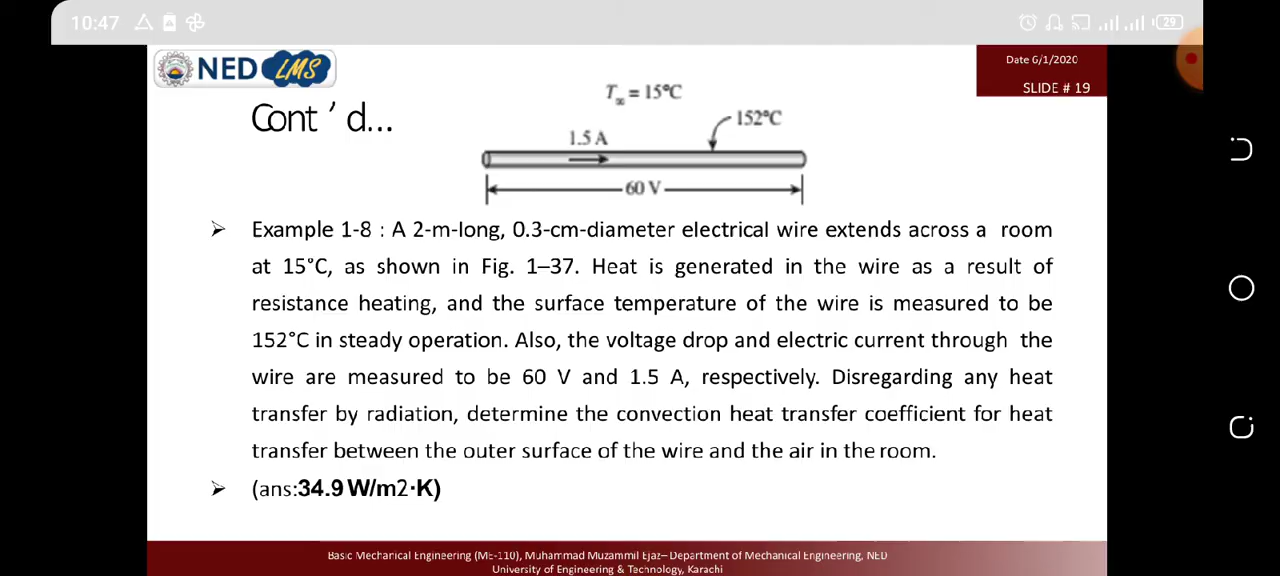 10:47
29
NED LMS
Date 6/1/2020
SLIDE # 19
Cont ’ d...
T∞ = 15°C
152°C
1.5 A
60 V
➢ Example 1-8 : A 2-m-long, 0.3-cm-diameter electrical wire extends across a room
at 15°C, as shown in Fig. 1–37. Heat is generated in the wire as a result of
resistance heating, and the surface temperature of the wire is measured to be
152°C in steady operation. Also, the voltage drop and electric current through the
wire are measured to be 60 V and 1.5 A, respectively. Disregarding any heat
transfer by radiation, determine the convection heat transfer coefficient for heat
transfer between the outer surface of the wire and the air in the room.
➢ (ans:34.9 W/m2·K)
Basic Mechanical Engineering (ME-110), Muhammad Muzammil Ejaz– Department of Mechanical Engineering, NED
University of Engineering & Technology, Karachi